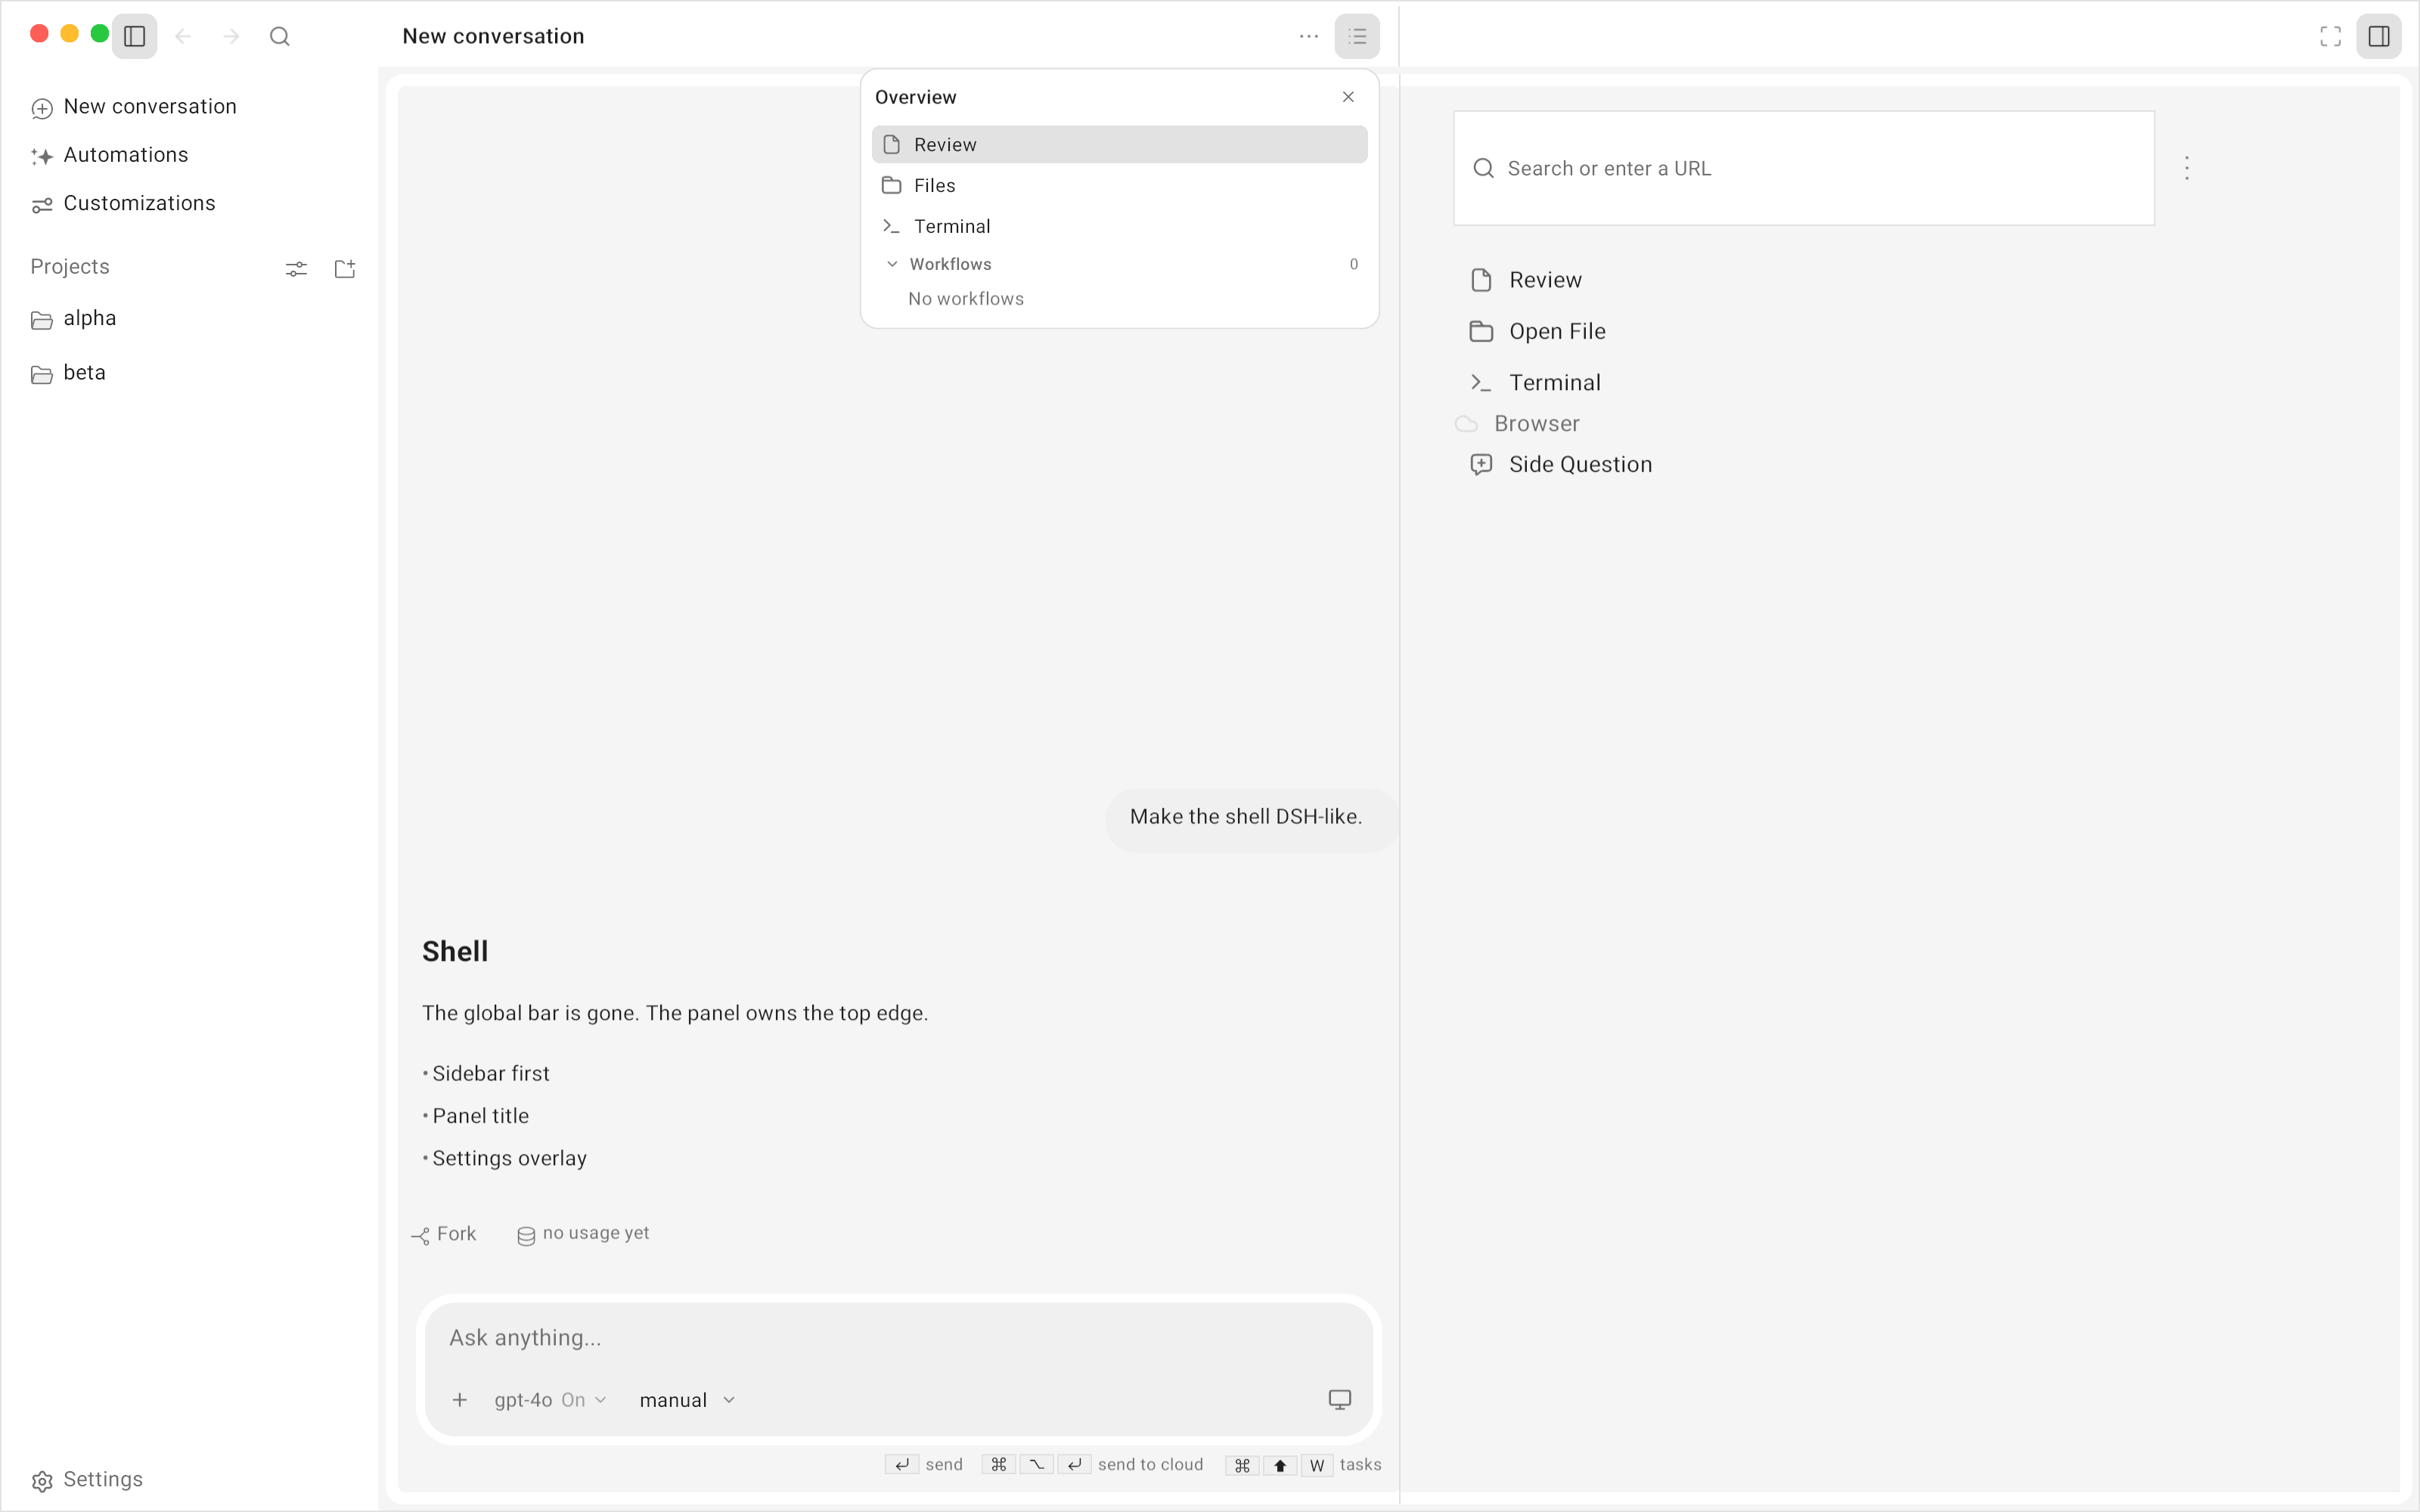 New conversation
New conversation
Automations
Customizations
Projects
alpha
beta
Settings
Overview
Review
Files
Terminal
Workflows 0
No workflows
Make the shell DSH-like.
Shell
The global bar is gone. The panel owns the top edge.
• Sidebar first
• Panel title
• Settings overlay
Fork no usage yet
Ask anything...
gpt-4o On manual
send ⌘ ⌥ send to cloud ⌘ W tasks
Search or enter a URL
Review
Open File
Terminal
Browser
Side Question